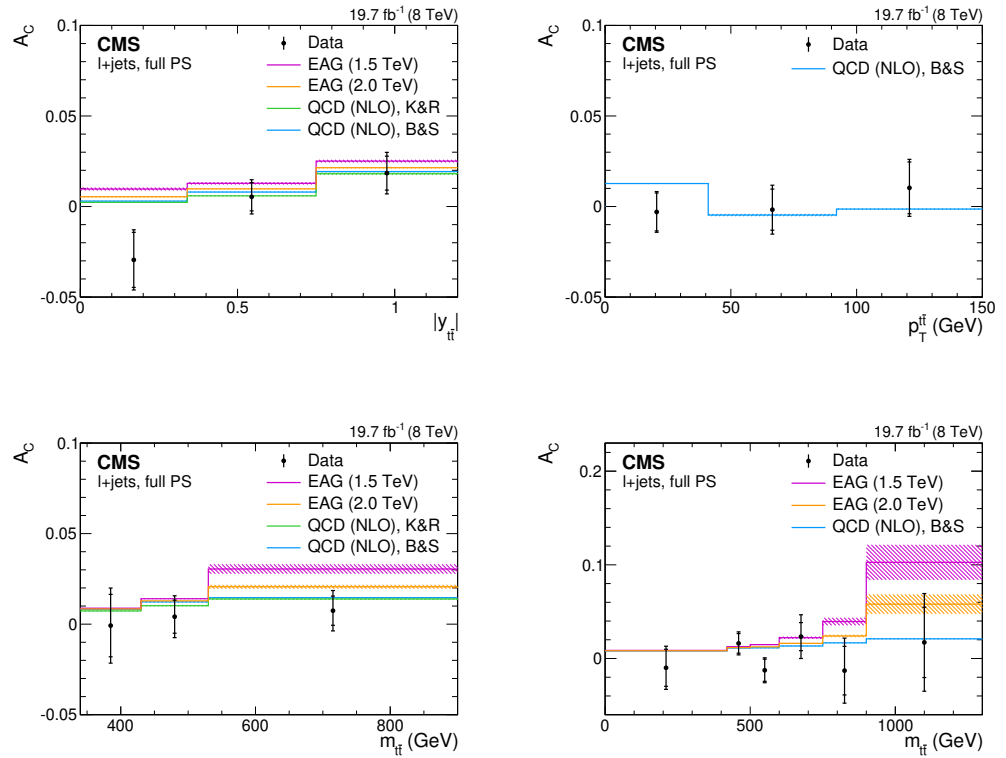 19.7 fb⁻¹ (8 TeV)
A_C
CMS
l+jets, full PS
Data
EAG (1.5 TeV)
EAG (2.0 TeV)
QCD (NLO), K&R
QCD (NLO), B&S
0.1
0.05
0
-0.05
0 0.5 1
|y_{tt̄}|
19.7 fb⁻¹ (8 TeV)
A_C
CMS
l+jets, full PS
Data
QCD (NLO), B&S
0.1
0.05
0
-0.05
0 50 100 150
p_T^{tt̄} (GeV)
19.7 fb⁻¹ (8 TeV)
A_C
CMS
l+jets, full PS
Data
EAG (1.5 TeV)
EAG (2.0 TeV)
QCD (NLO), K&R
QCD (NLO), B&S
0.1
0.05
0
-0.05
400 600 800
m_{tt̄} (GeV)
19.7 fb⁻¹ (8 TeV)
A_C
CMS
l+jets, full PS
Data
EAG (1.5 TeV)
EAG (2.0 TeV)
QCD (NLO), B&S
0.2
0.1
0
0 500 1000
m_{tt̄} (GeV)